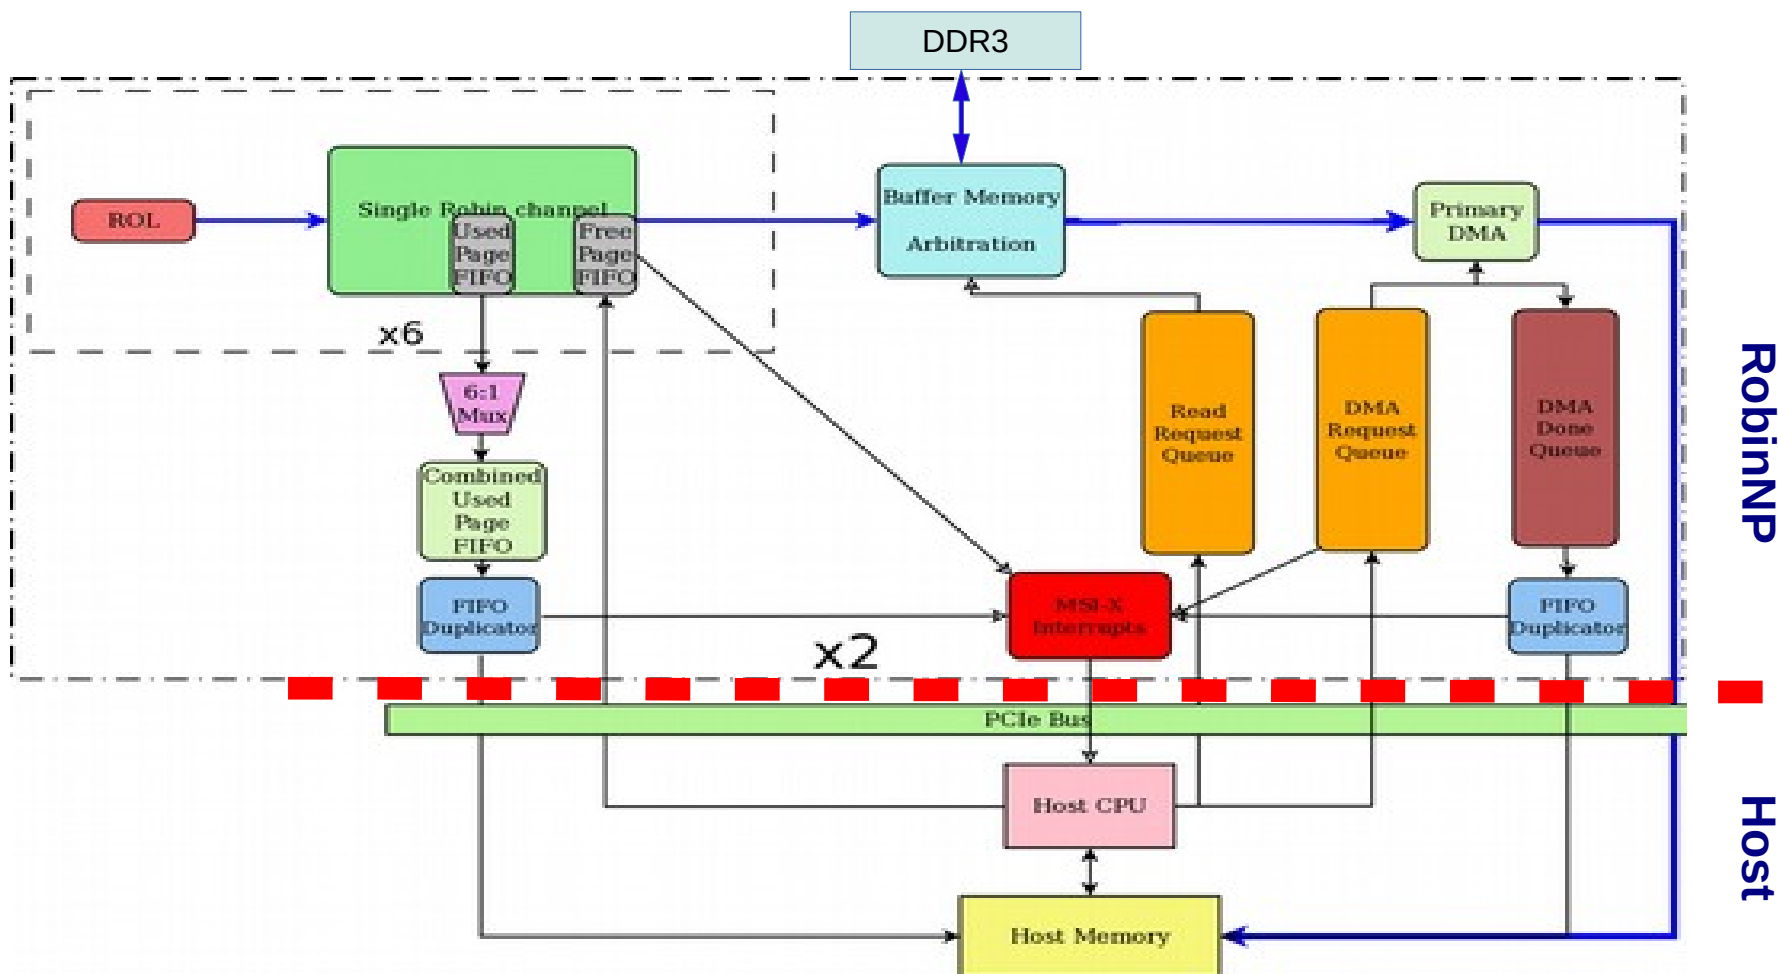 DDR3
ROL
Single Robin channel
Used
Page
FIFO
Free
Page
FIFO
x6
Buffer Memory
Arbitration
Primary
DMA
6:1
Mux
Combined
Used
Page
FIFO
FIFO
Duplicator
x2
MSI-X
Interrupts
Read
Request
Queue
DMA
Request
Queue
DMA
Done
Queue
FIFO
Duplicator
RobinNP
PCIe Bus
Host CPU
Host Memory
Host